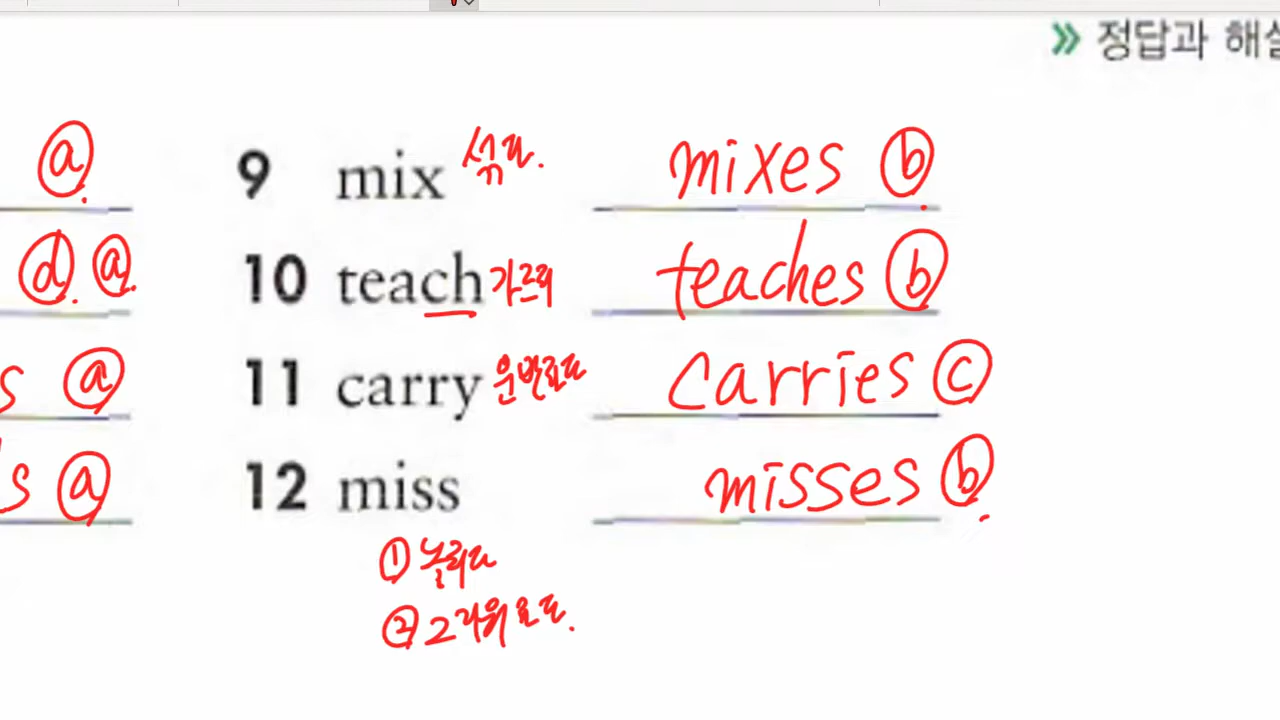 » 정답과 해설
ⓐ.
9 mix 섞다. mixes ⓑ.
ⓓ. ⓐ.
10 teach 가르치 teaches ⓑ
s ⓐ
11 carry 운반하다 carries ⓒ
s ⓐ
12 miss misses ⓑ.
① 놓치다
② 그리워하다.